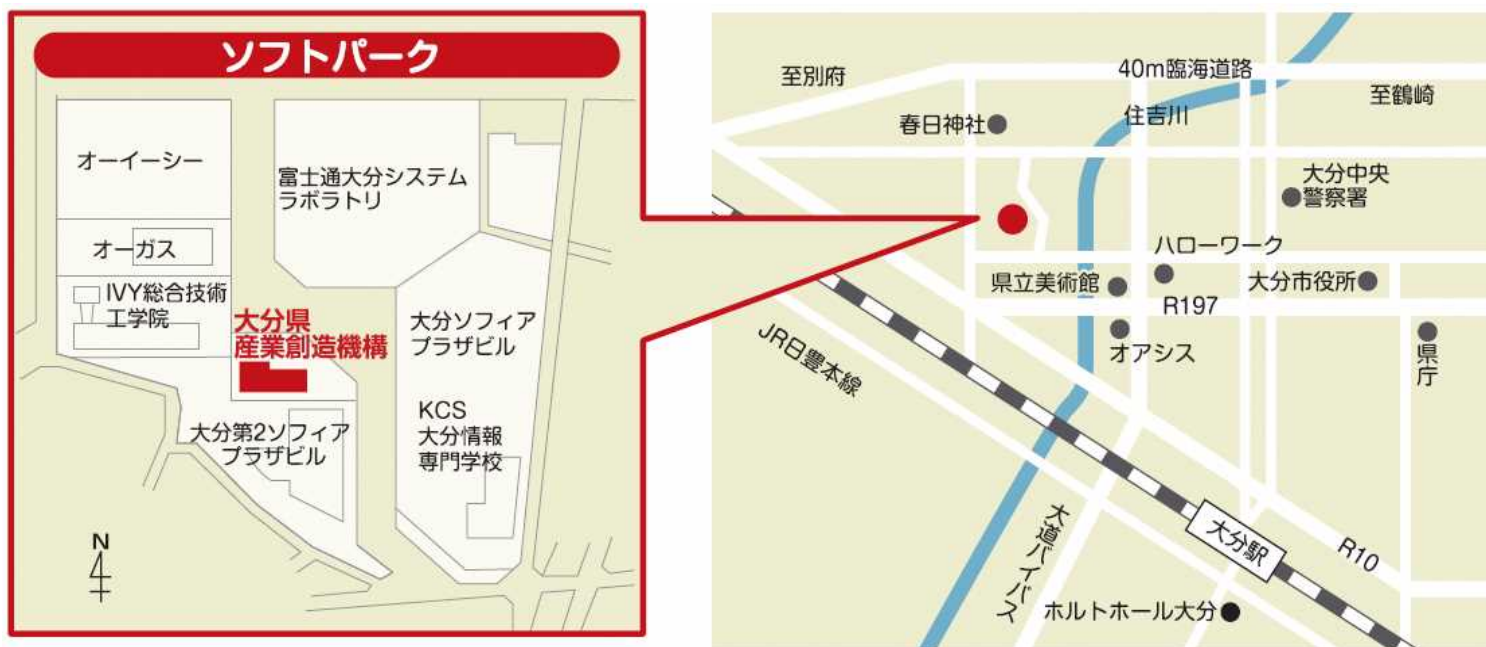 ソフトパーク
オーイーシー
富士通大分システム
ラボラトリ
オーガス
IVY総合技術
工学院
大分県
産業創造機構
大分ソフィア
プラザビル
大分第2ソフィア
プラザビル
KCS
大分情報
専門学校
N
至別府
40m臨海道路
至鶴崎
春日神社
住吉川
大分中央
警察署
ハローワーク
県立美術館
大分市役所
R197
オアシス
県庁
JR日豊本線
大道バイパス
大分駅
R10
ホルトホール大分